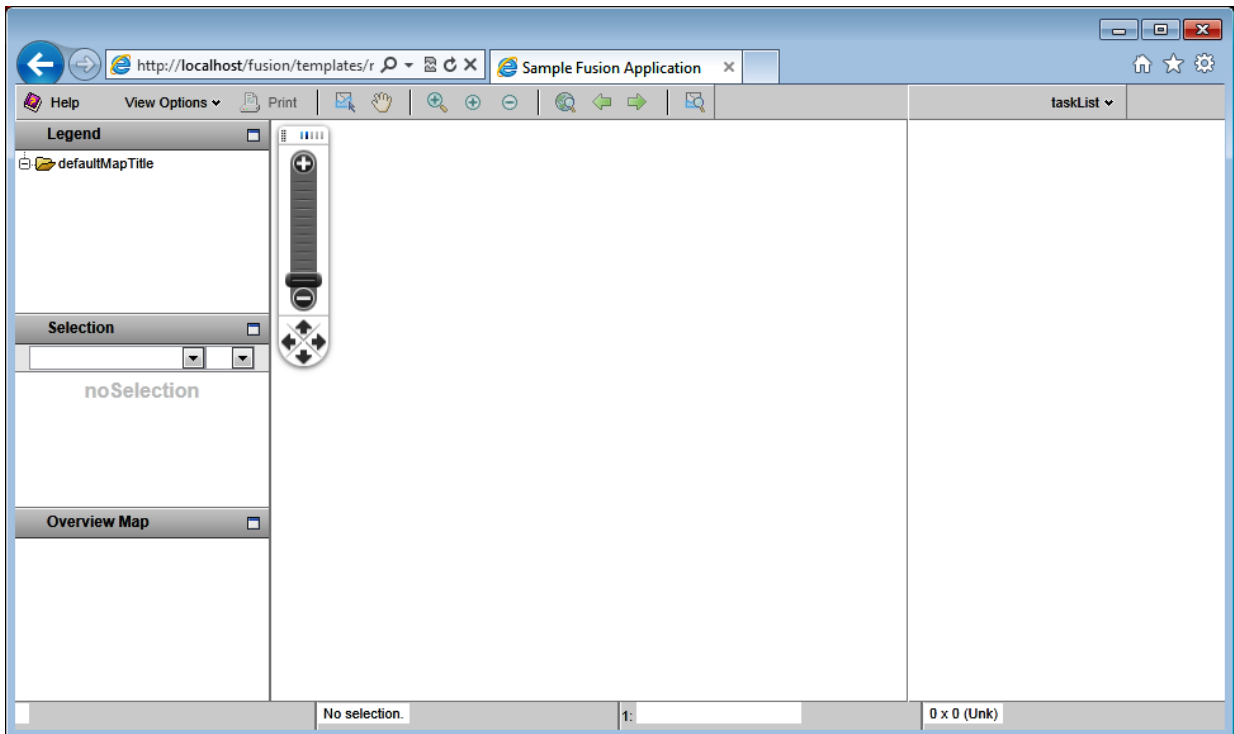 http://localhost/fusion/templates/r
Sample Fusion Application
Help View Options Print taskList
Legend
defaultMapTitle
Selection
noSelection
Overview Map
No selection. 1: 0 x 0 (Unk)